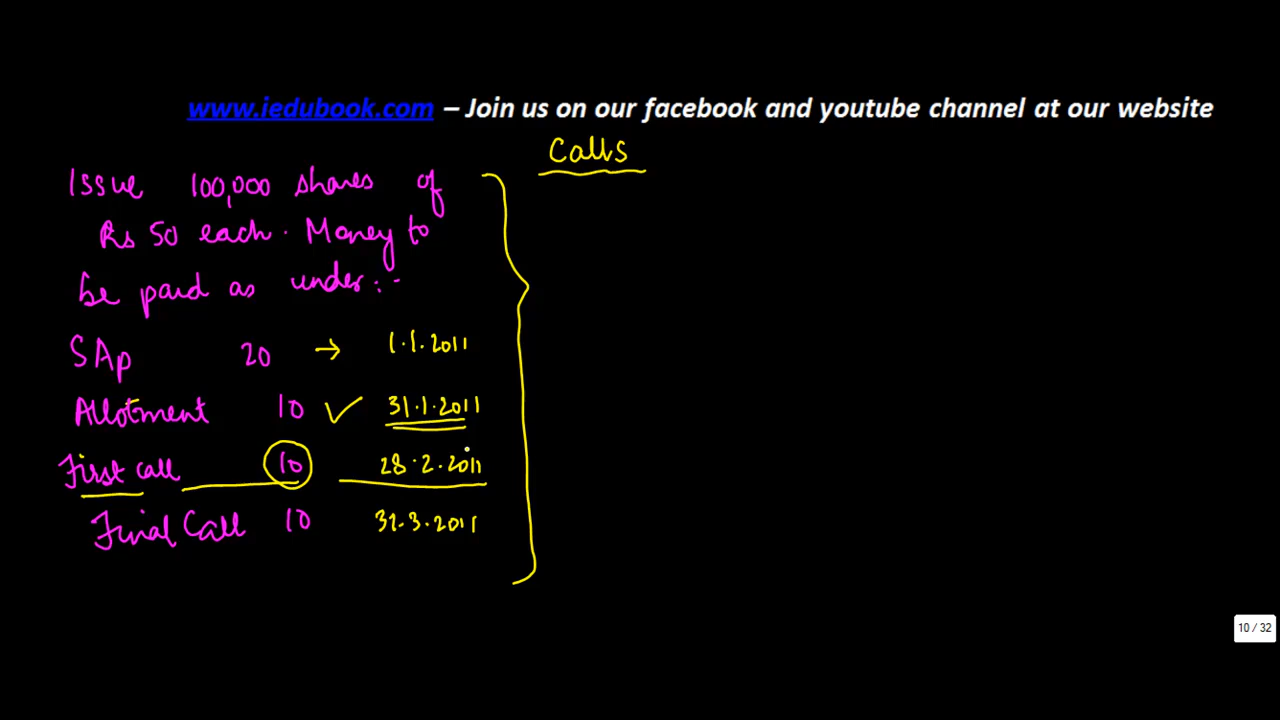 www.iedubook.com – Join us on our facebook and youtube channel at our website
Calls
Issue 100,000 shares of
Rs 50 each. Money to
be paid as under:-
SAp 20 → 1.1.2011
Allotment 10 ✓ 31.1.2011
First call 10 28.2.2011
Final Call 10 31.3.2011
10 / 32